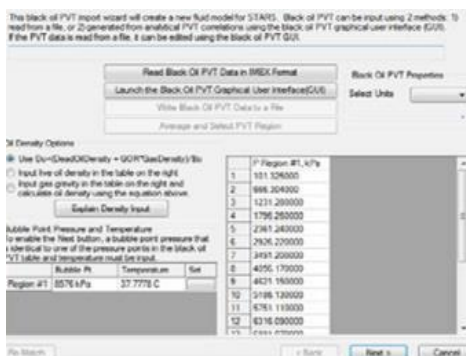 This black oil PVT import wizard will create a new fluid model for STARS. Black oil PVT can be input using 2 methods: 1)
read from a file, or 2) generated from analytical PVT correlations using the black oil PVT graphical user interface (GUI).
If the PVT data is read from a file, it can be edited using the black oil PVT GUI.
Read Black Oil PVT Data in IMEX Format
Black Oil PVT Properties
Launch the Black Oil PVT Graphical User Interface(GUI)
Select Units
Write Black Oil PVT Data to a File
Average and Select PVT Region
Oil Density Options
Use Do=(DeadOilDensity + GOR*GasDensity)/Bo
Input live oil density in the table on the right
Input gas gravity in the table on the right and
calculate oil density using the equation above.
Explain Density Input
Bubble Point Pressure and Temperature
To enable the Next button, a bubble point pressure that
is identical to one of the pressure points in the black oil
PVT table and temperature must be input.
Bubble Pt. Temperature Set
Region #1 8576 kPa 37.7778 C
P Region #1, kPa
1 101.325000
2 666.304000
3 1231.280000
4 1796.260000
5 2361.240000
6 2926.220000
7 3491.200000
8 4056.170000
9 4621.150000
10 5186.130000
11 5751.110000
12 6316.090000
13
Re-Match
< Back
Next >
Cancel